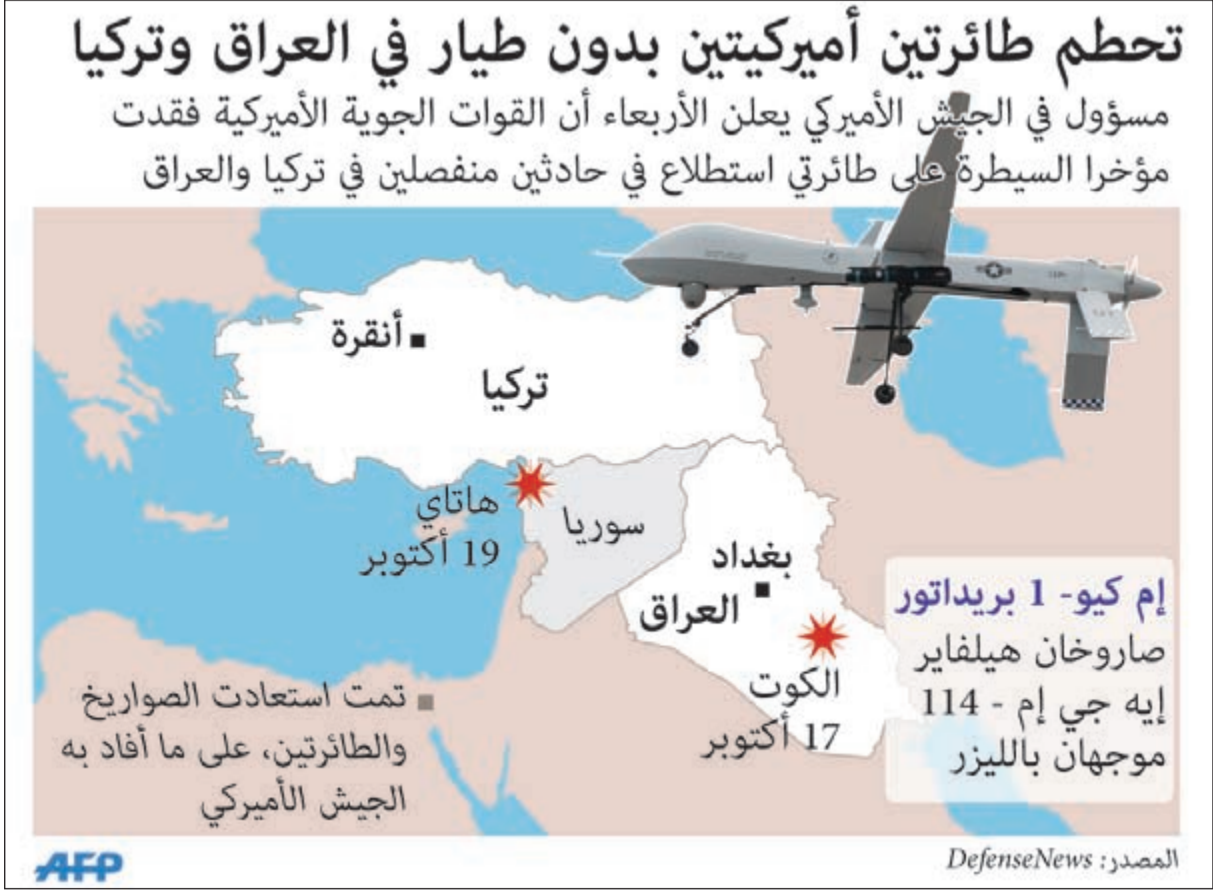 تحطم طائرتين أميركيتين بدون طيار في العراق وتركيا
مسؤول في الجيش الأميركي يعلن الأربعاء أن القوات الجوية الأميركية فقدت
مؤخرا السيطرة على طائرتي استطلاع في حادثين منفصلين في تركيا والعراق
أنقرة
تركيا
هاتاي
19 أكتوبر
سوريا
بغداد
العراق
الكوت
17 أكتوبر
إم كيو- 1 بريداتور
صاروخان هيلفاير
إيه جي إم - 114
موجهان بالليزر
تمت استعادت الصواريخ
والطائرتين، على ما أفاد به
الجيش الأميركي
المصدر: DefenseNews
AFP